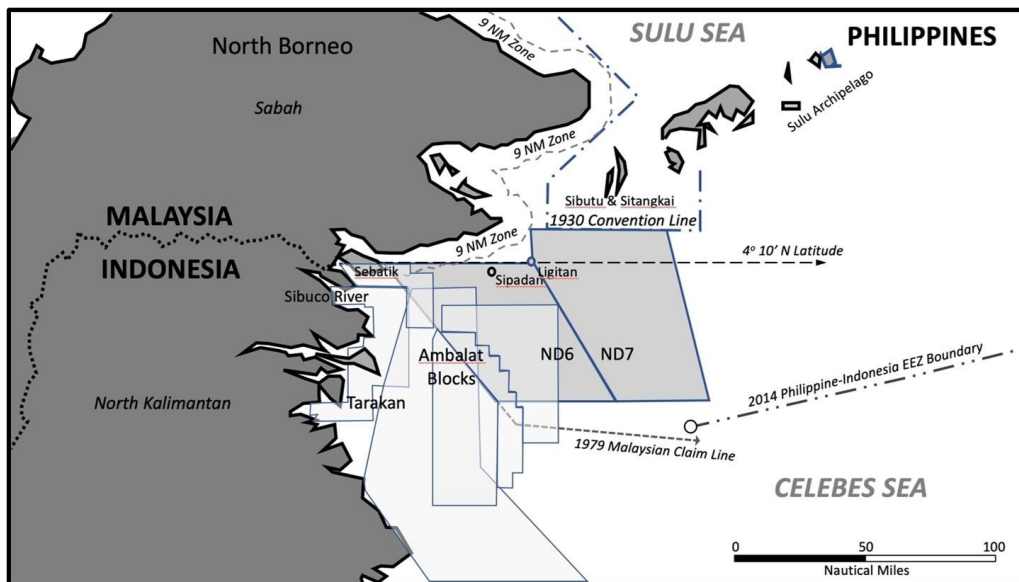 9 NM Zone
SULU SEA
PHILIPPINES
North Borneo
Sabah
Sulu Archipelago
9 NM Zone
Sibutu & Sitangkai
1930 Convention Line
MALAYSIA
9 NM Zone
4º 10’ N Latitude
INDONESIA
Sebatik
Ligitan
Sipadan
Sibuco River
Ambalat
Blocks
ND6
ND7
2014 Philippine-Indonesia EEZ Boundary
North Kalimantan
Tarakan
1979 Malaysian Claim Line
CELEBES SEA
0
50
100
Nautical Miles